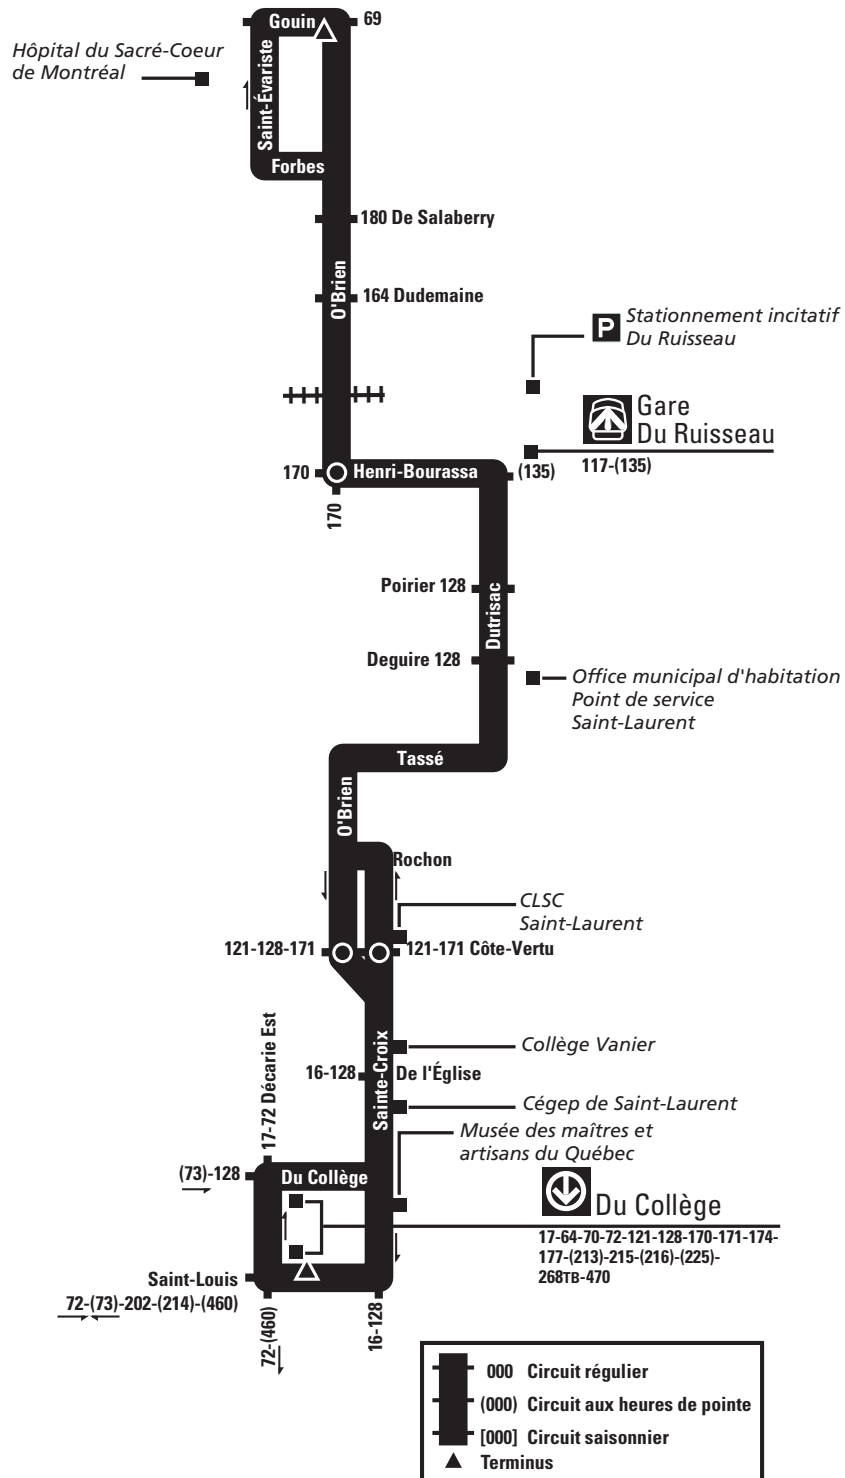 Gouin
69
Hôpital du Sacré-Coeur
de Montréal
Saint-Évariste
Forbes
180 De Salaberry
O'Brien
164 Dudemaine
P
Stationnement incitatif
Du Ruisseau
Gare
Du Ruisseau
117-(135)
170
Henri-Bourassa
(135)
170
Poirier 128
Dutrisac
Deguire 128
Office municipal d'habitation
Point de service
Saint-Laurent
Tassé
O'Brien
Rochon
CLSC
Saint-Laurent
121-128-171
121-171 Côte-Vertu
Collège Vanier
17-72 Décarie Est
16-128
De l'Église
Sainte-Croix
Cégep de Saint-Laurent
Musée des maîtres et
artisans du Québec
(73)-128
Du Collège
Du Collège
17-64-70-72-121-128-170-171-174-
177-(213)-215-(216)-(225)-
268TB-470
Saint-Louis
72-(73)-202-(214)-(460)
72-(460)
16-128
000 Circuit régulier
(000) Circuit aux heures de pointe
[000] Circuit saisonnier
Terminus